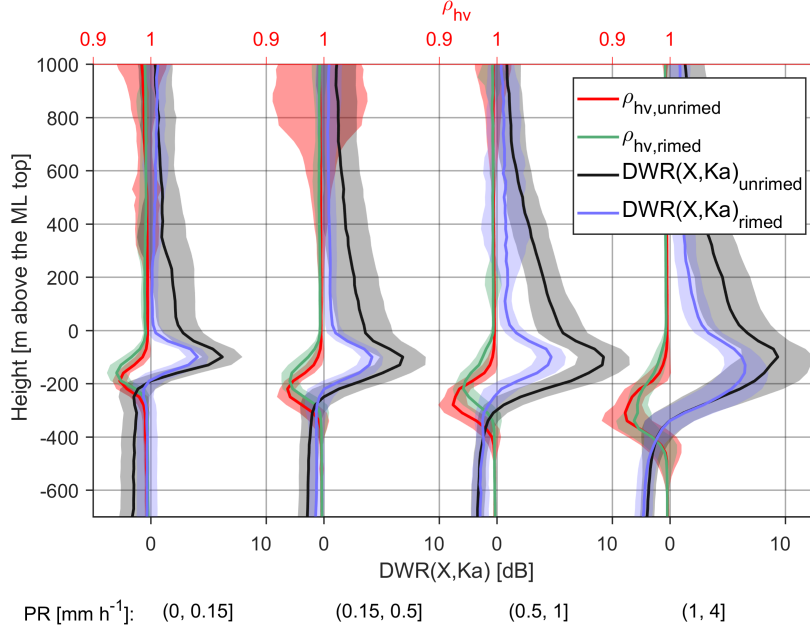 ρhv
0.9 1 0.9 1 0.9 1 0.9 1
1000
800
600
400
200
0
-200
-400
-600
Height [m above the ML top]
ρhv,unrimed
ρhv,rimed
DWR(X,Ka)unrimed
DWR(X,Ka)rimed
0 10 0 10 0 10 0 10
DWR(X,Ka) [dB]
PR [mm h-1]: (0, 0.15] (0.15, 0.5] (0.5, 1] (1, 4]